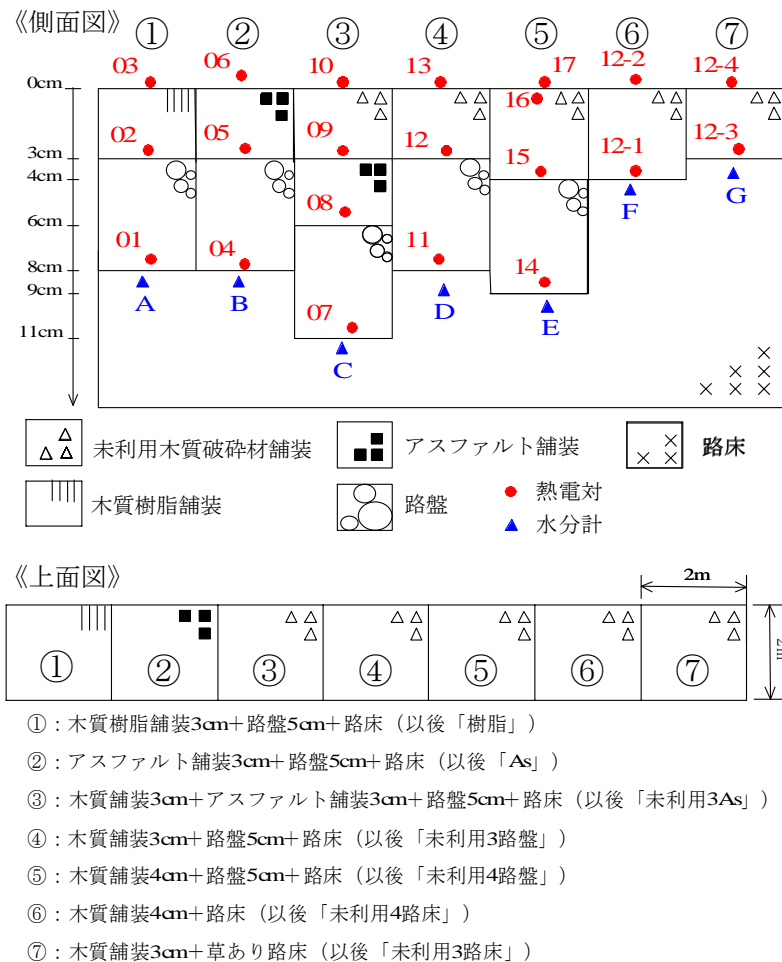 《側面図》
① ② ③ ④ ⑤ ⑥ ⑦
03 06 10 13 17 12-2 12-4
0cm
16
02 05 09 12 15 12-1 12-3
3cm
4cm
08 F G
6cm
01 04 11 14
8cm
9cm
A B D E
07
11cm
C
未利用木質破砕材舗装 アスファルト舗装 路床
木質樹脂舗装 路盤 熱電対
水分計
《上面図》
2m
① ② ③ ④ ⑤ ⑥ ⑦
2m
①：木質樹脂舗装3cm+路盤5cm+路床（以後「樹脂」）
②：アスファルト舗装3cm+路盤5cm+路床（以後「As」）
③：木質舗装3cm+アスファルト舗装3cm+路盤5cm+路床（以後「未利用3As」）
④：木質舗装3cm+路盤5cm+路床（以後「未利用3路盤」）
⑤：木質舗装4cm+路盤5cm+路床（以後「未利用4路盤」）
⑥：木質舗装4cm+路床（以後「未利用4路床」）
⑦：木質舗装3cm+草あり路床（以後「未利用3路床」）